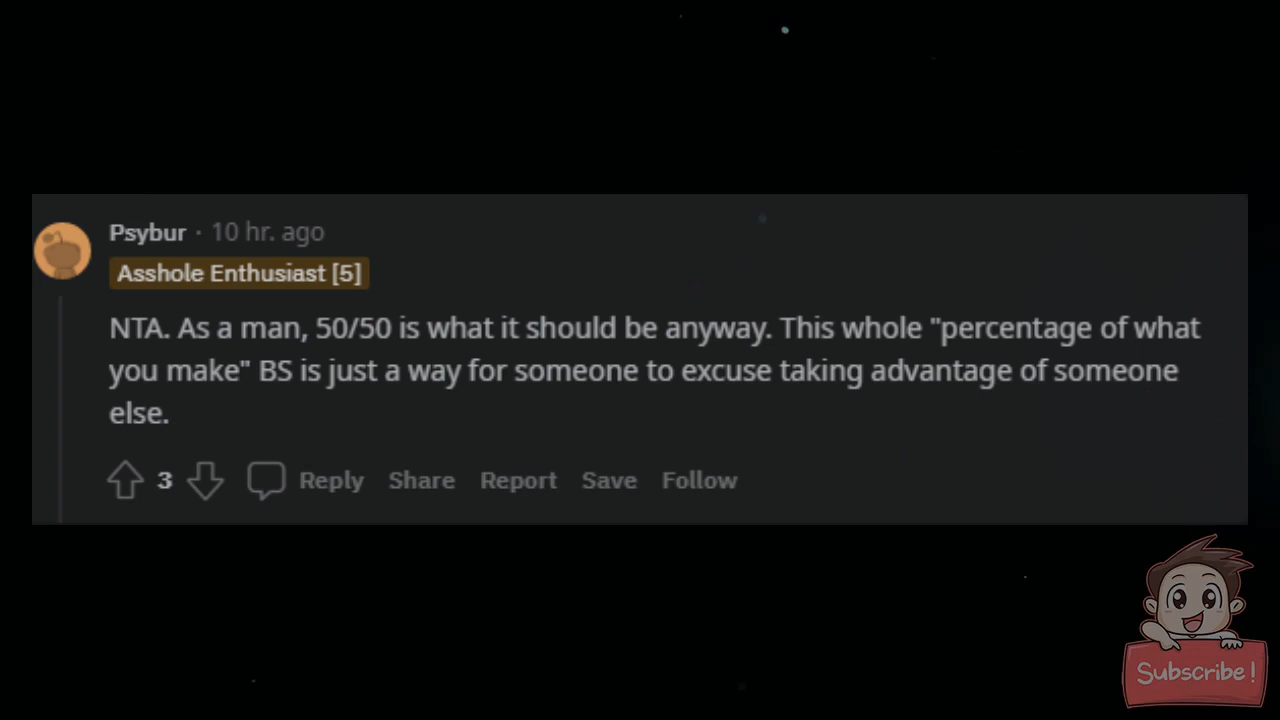 Psybur · 10 hr. ago
Asshole Enthusiast [5]
NTA. As a man, 50/50 is what it should be anyway. This whole "percentage of what
you make" BS is just a way for someone to excuse taking advantage of someone
else.
3 Reply Share Report Save Follow
Subscribe!